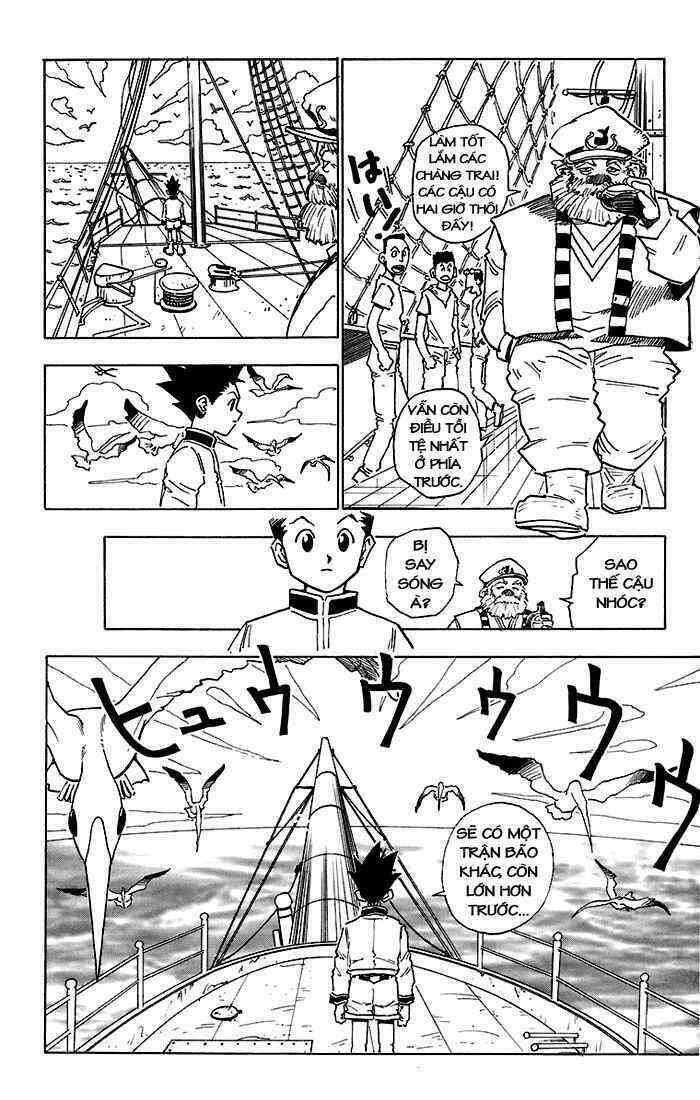 LÀM TỐT
LẮM CÁC
CHÀNG TRAI!
CÁC CẬU CÓ
HAI GIỜ THÔI
ĐẤY!
はいっ!
VẪN CÒN
ĐIỀU TỒI
TỆ NHẤT
Ở PHÍA
TRƯỚC.
BỊ
SAY
SÓNG
À?
SAO
THẾ CẬU
NHÓC?
ヒュウウウウウウ
SẼ CÓ MỘT
TRẬN BÃO
KHÁC, CÒN
LỚN HƠN
TRƯỚC...